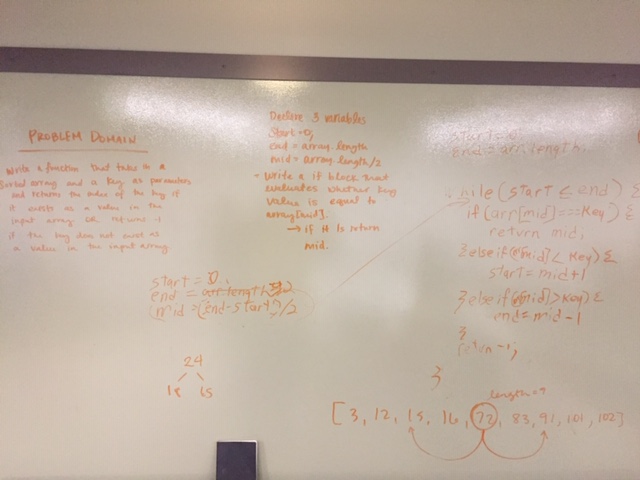 PROBLEM DOMAIN
Write a function that takes in a
sorted array and a key as parameters
and returns the index of the key if
it exists as a value in the
input array OR returns -1
if the key does not exist as
a value in the input array
Declare 3 variables
start = 0,
end = array.length
mid = array.length/2
- Write a if block that
evaluates whether key
value is equal to
array[mid].
→ if it is return
mid.
start = 0
end = arr.length
start = 0,
end = arr.length
(mid = (end-start)/2
while (start ≤ end) {
if (arr[mid] === key) {
return mid;
} else if (arr[mid] < key) {
start = mid+1
} else if (arr[mid] > key) {
end = mid - 1
}
return -1;
}
24
18 15
length = 9
[3, 12, 15, 16, 72, 83, 91, 101, 102]